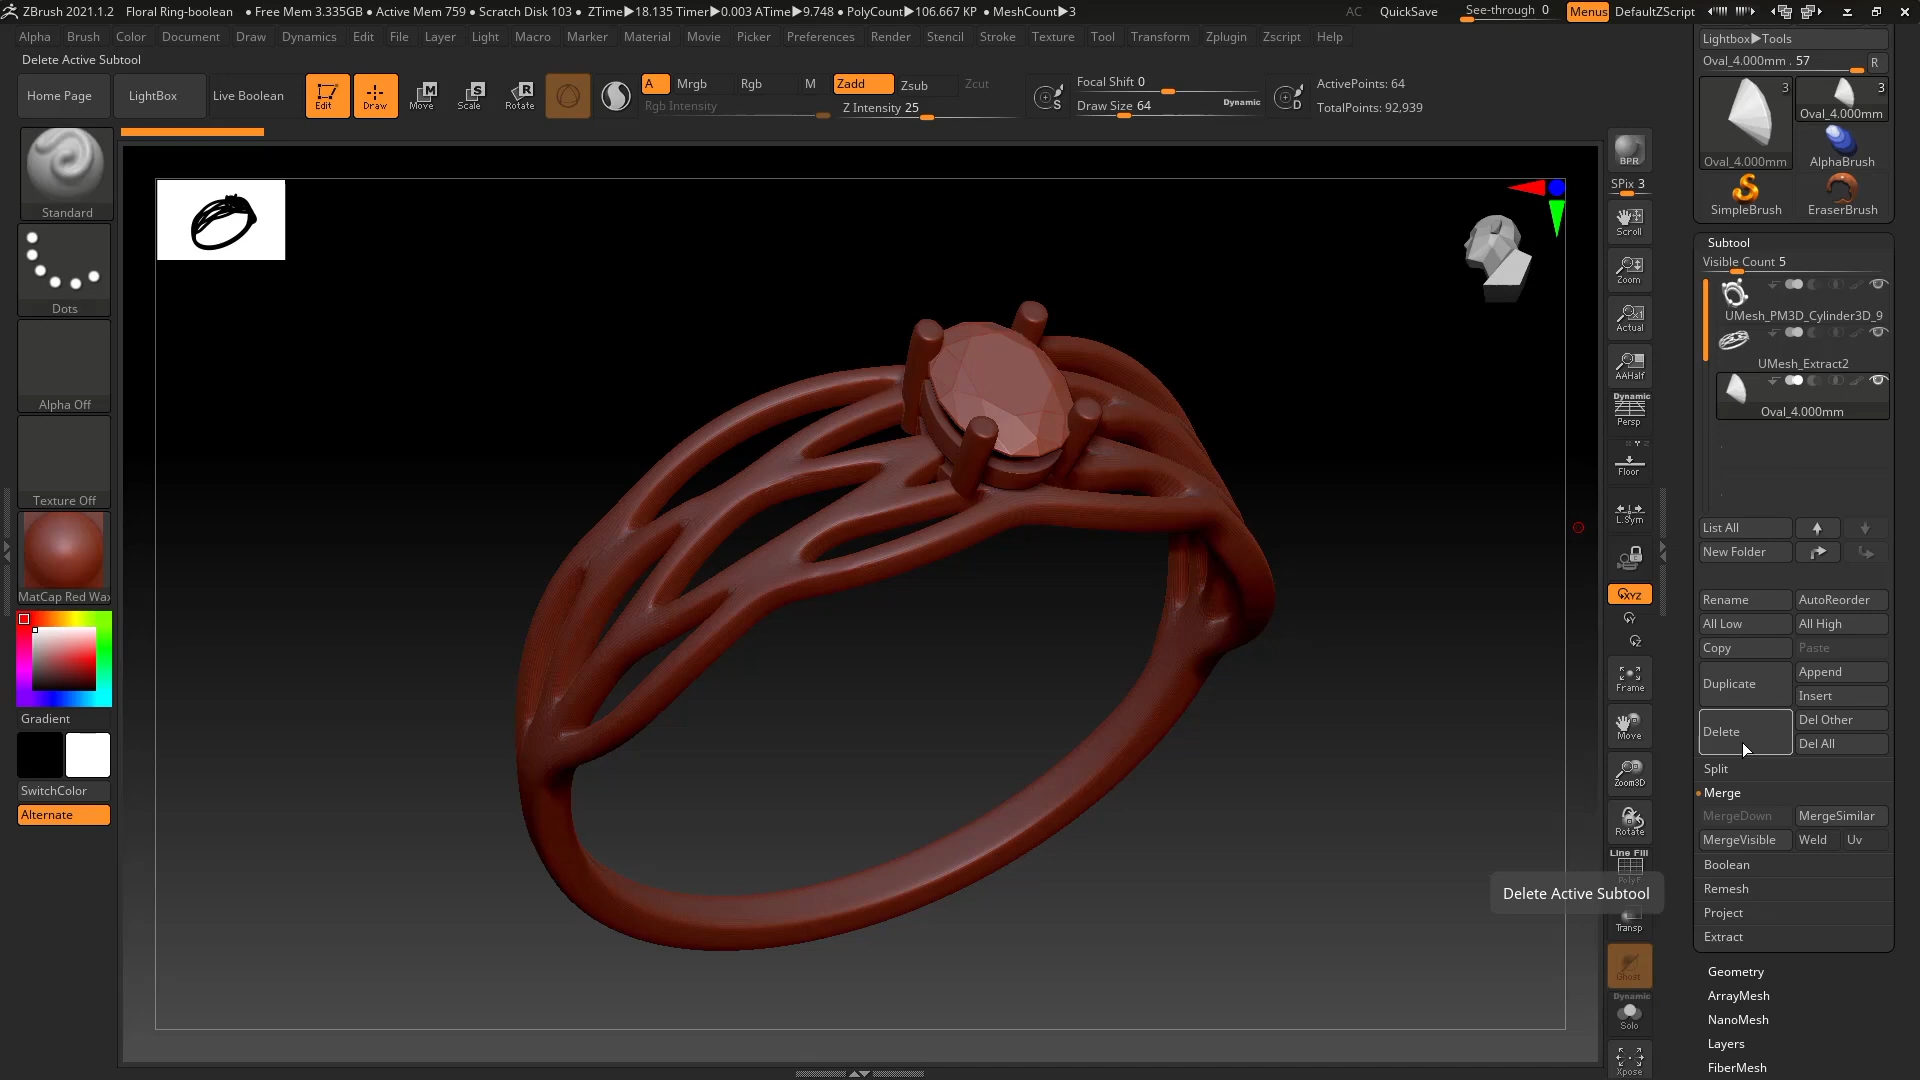 ZBrush 2021.1.2 Floral Ring-boolean ● Free Mem 3.335GB ● Active Mem 759 ● Scratch Disk 103 ● ZTime▶18.135 Timer▶0.003 ATime▶9.748 ● PolyCount▶106.667 KP ● MeshCount▶3 AC QuickSave See-through 0 Menus DefaultZScript
Alpha Brush Color Document Draw Dynamics Edit File Layer Light Macro Marker Material Movie Picker Preferences Render Stencil Stroke Texture Tool Transform Zplugin Zscript Help
Delete Active Subtool
Home Page LightBox Live Boolean Edit Draw Move Scale Rotate
A Mrgb Rgb M Zadd Zsub Zcut
Rgb Intensity Z Intensity 25
Focal Shift 0
Draw Size 64 Dynamic
ActivePoints: 64
TotalPoints: 92,939
Standard
Dots
Alpha Off
Texture Off
MatCap Red Wax
Gradient
SwitchColor
Alternate
BPR
SPix 3
Scroll
Zoom
Actual
AAHalf
Dynamic
Persp
Floor
L.Sym
XYZ
Frame
Move
Zoom3D
Rotate
Line Fill
PolyF
Delete Active Subtool
Transp
Ghost
Dynamic
Solo
Xpose
Lightbox▶Tools
Oval_4.000mm . 57 R
3 3
Oval_4.000mm
Oval_4.000mm AlphaBrush
SimpleBrush EraserBrush
Subtool
Visible Count 5
UMesh_PM3D_Cylinder3D_9
UMesh_Extract2
Oval_4.000mm
List All
New Folder
Rename AutoReorder
All Low All High
Copy Paste
Duplicate Append
Insert
Delete Del Other
Del All
Split
Merge
MergeDown MergeSimilar
MergeVisible Weld Uv
Boolean
Remesh
Project
Extract
Geometry
ArrayMesh
NanoMesh
Layers
FiberMesh